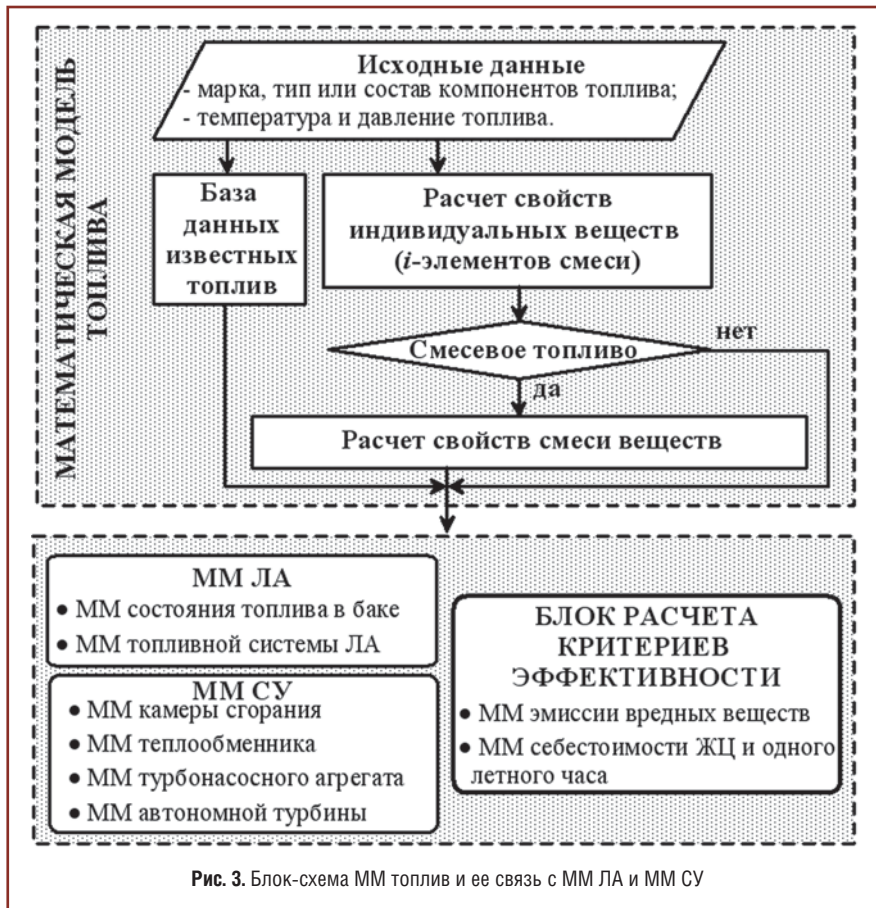 МАТЕМАТИЧЕСКАЯ МОДЕЛЬ
ТОПЛИВА
Исходные данные
- марка, тип или состав компонентов топлива;
- температура и давление топлива.
База
данных
известных
топлив
Расчет свойств
индивидуальных веществ
(i-элементов смеси)
Смесевое топливо
нет
да
Расчет свойств смеси веществ
ММ ЛА
● ММ состояния топлива в баке
● ММ топливной системы ЛА
ММ СУ
● ММ камеры сгорания
● ММ теплообменника
● ММ турбонасосного агрегата
● ММ автономной турбины
БЛОК РАСЧЕТА
КРИТЕРИЕВ
ЭФФЕКТИВНОСТИ
● ММ эмиссии вредных веществ
● ММ себестоимости ЖЦ и одного
летного часа
Рис. 3. Блок-схема ММ топлив и ее связь с ММ ЛА и ММ СУ